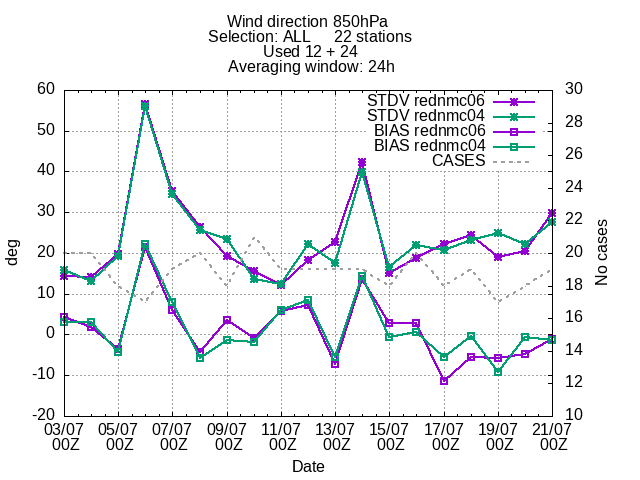 Wind direction 850hPa
Selection: ALL 22 stations
Used 12 + 24
Averaging window: 24h
STDV rednmc06
STDV rednmc04
BIAS rednmc06
BIAS rednmc04
CASES
60
50
40
30
20
10
0
-10
-20
deg
30
28
26
24
22
20
18
16
14
12
10
No cases
03/07 05/07 07/07 09/07 11/07 13/07 15/07 17/07 19/07 21/07
00Z 00Z 00Z 00Z 00Z 00Z 00Z 00Z 00Z 00Z
Date